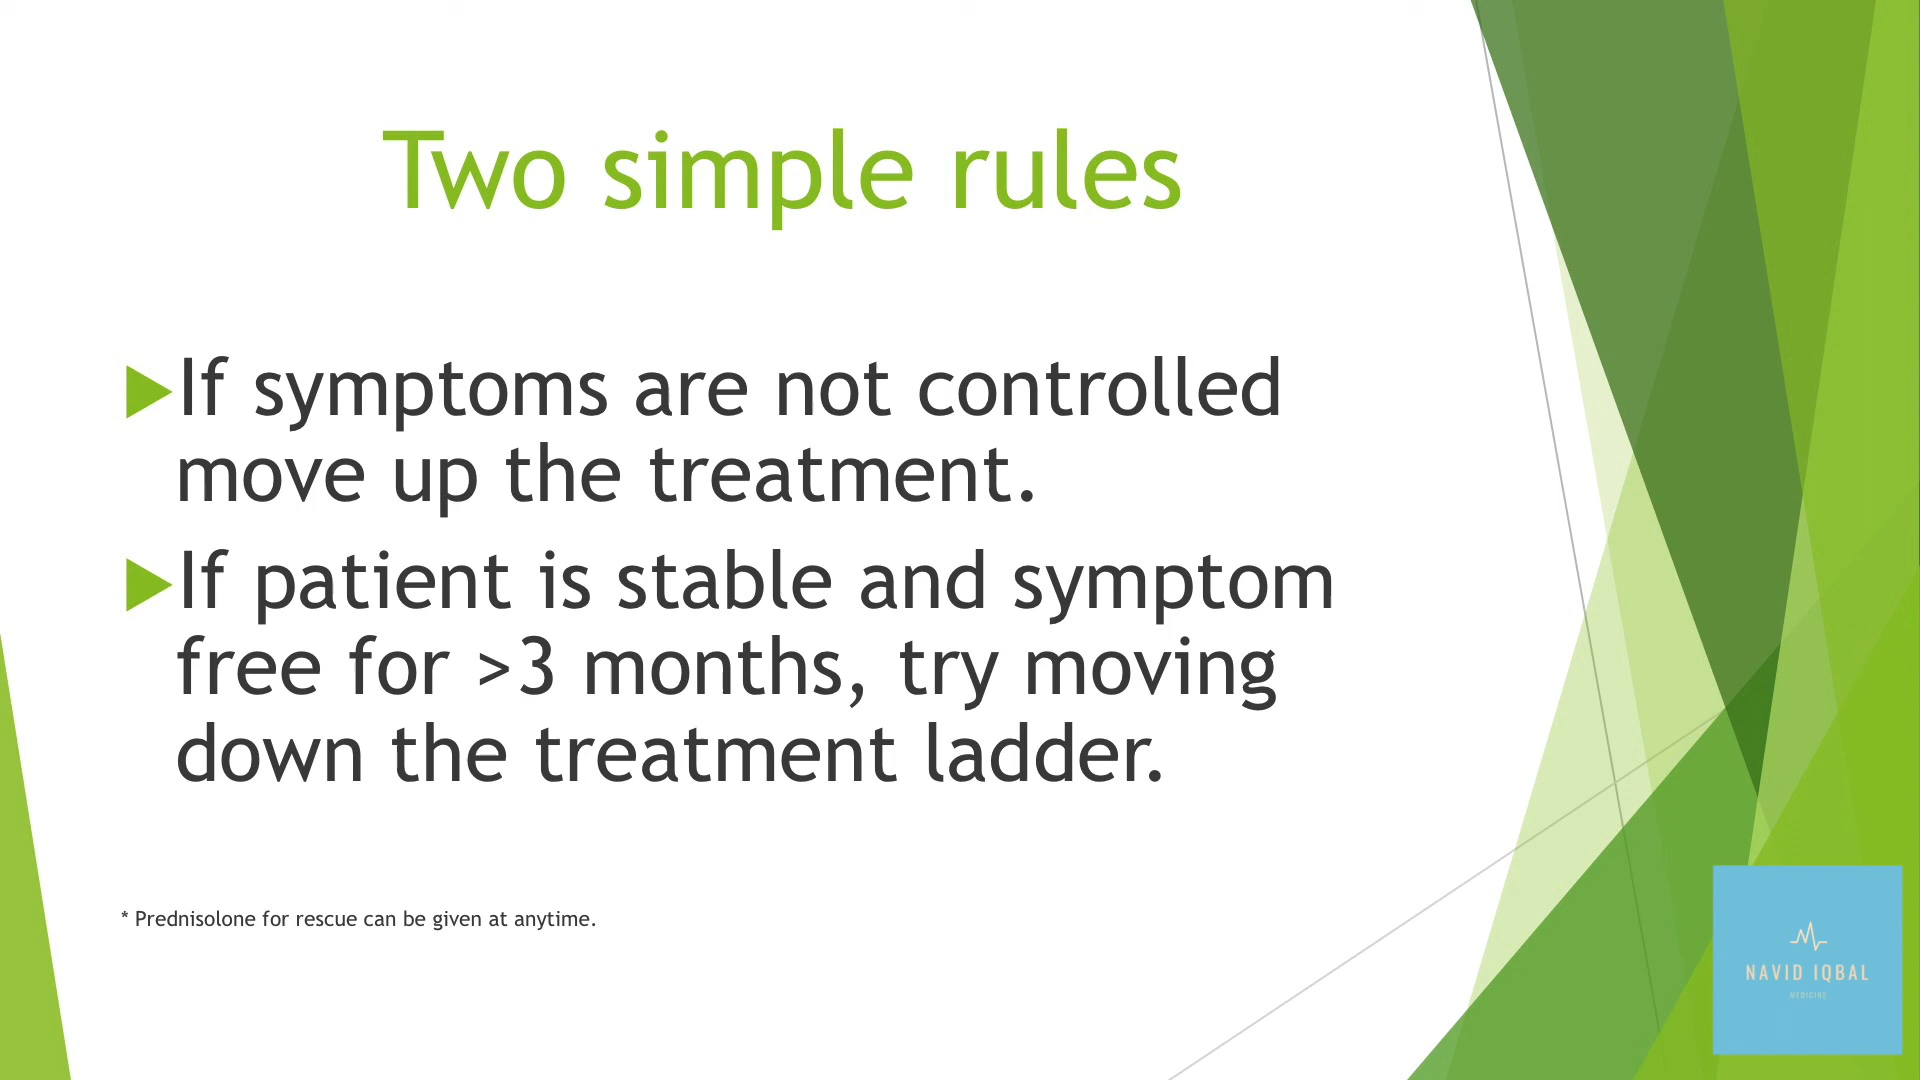 Two simple rules
If symptoms are not controlled
move up the treatment.
If patient is stable and symptom
free for >3 months, try moving
down the treatment ladder.
* Prednisolone for rescue can be given at anytime.
NAVID IQBAL
MEDICINE